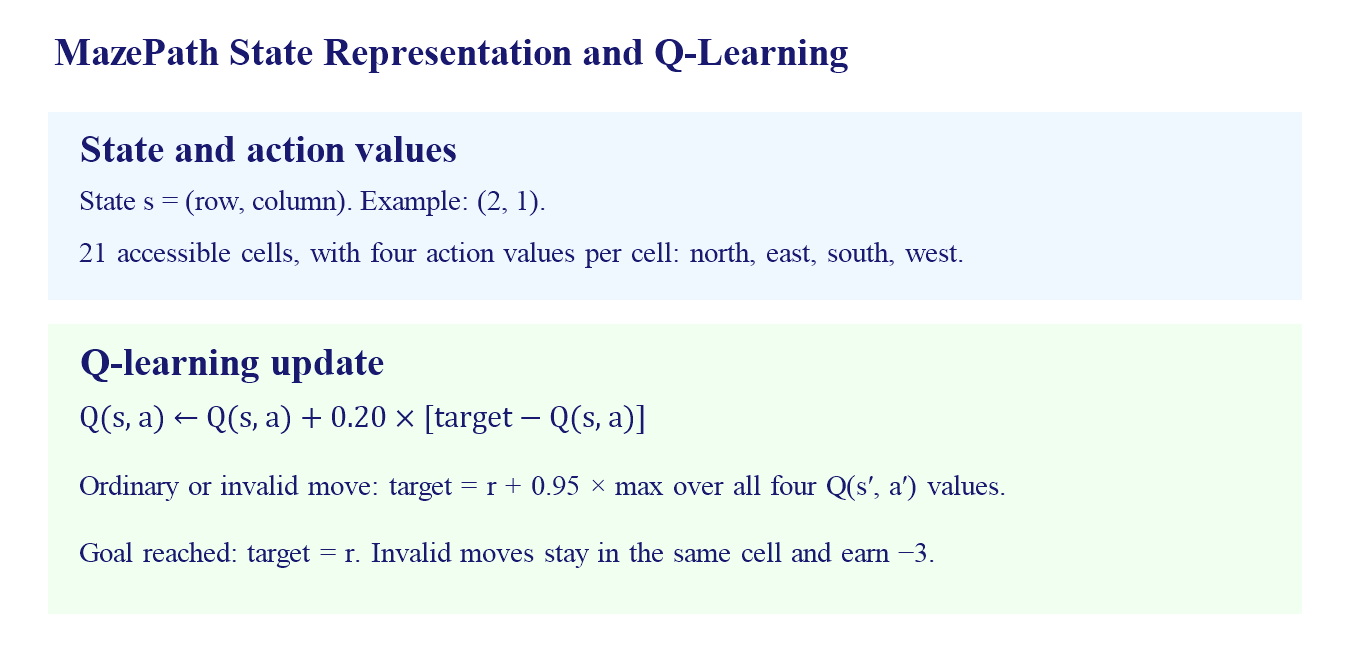 MazePath State Representation and Q-Learning
State and action values
State s = (row, column). Example: (2, 1).
21 accessible cells, with four action values per cell: north, east, south, west.
Q-learning update
Q(s, a) ← Q(s, a) + 0.20 × [target − Q(s, a)]
Ordinary or invalid move: target = r + 0.95 × max over all four Q(s′, a′) values.
Goal reached: target = r. Invalid moves stay in the same cell and earn −3.